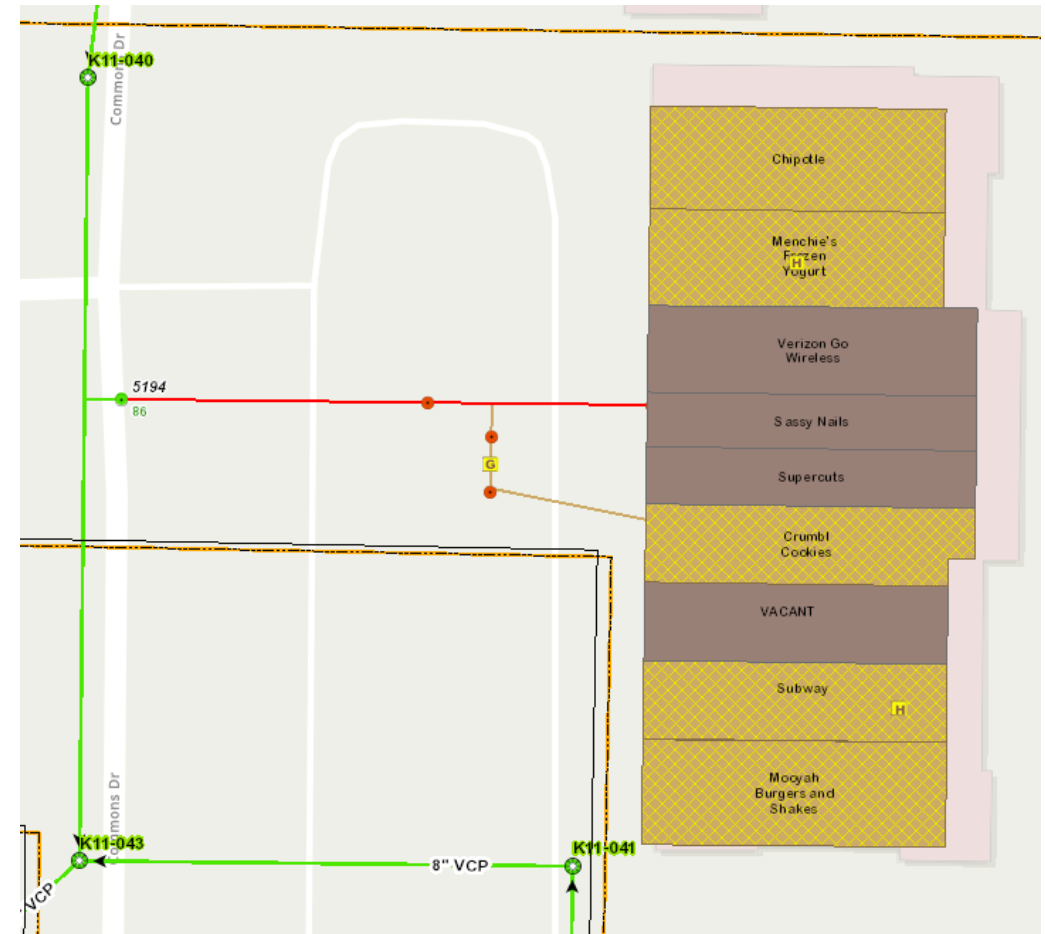 Commons Dr
K11-040
Chipotle
Menchie's
Frozen
Yogurt
H
Verizon Go
Wireless
5194
86
Sassy Nails
G
Supercuts
Crumbl
Cookies
VACANT
Subway
H
Mooyah
Burgers and
Shakes
Commons Dr
K11-043
K11-041
8" VCP
VCP